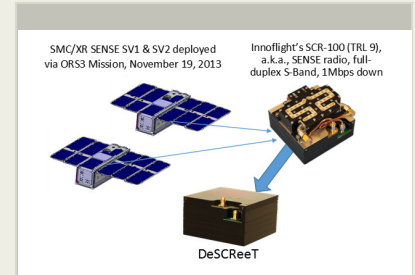 SMC/XR SENSE SV1 & SV2 deployed
via ORS3 Mission, November 19, 2013
Innoflight's SCR-100 (TRL 9),
a.k.a., SENSE radio, full-
duplex S-Band, 1Mbps down
DeSCReeT